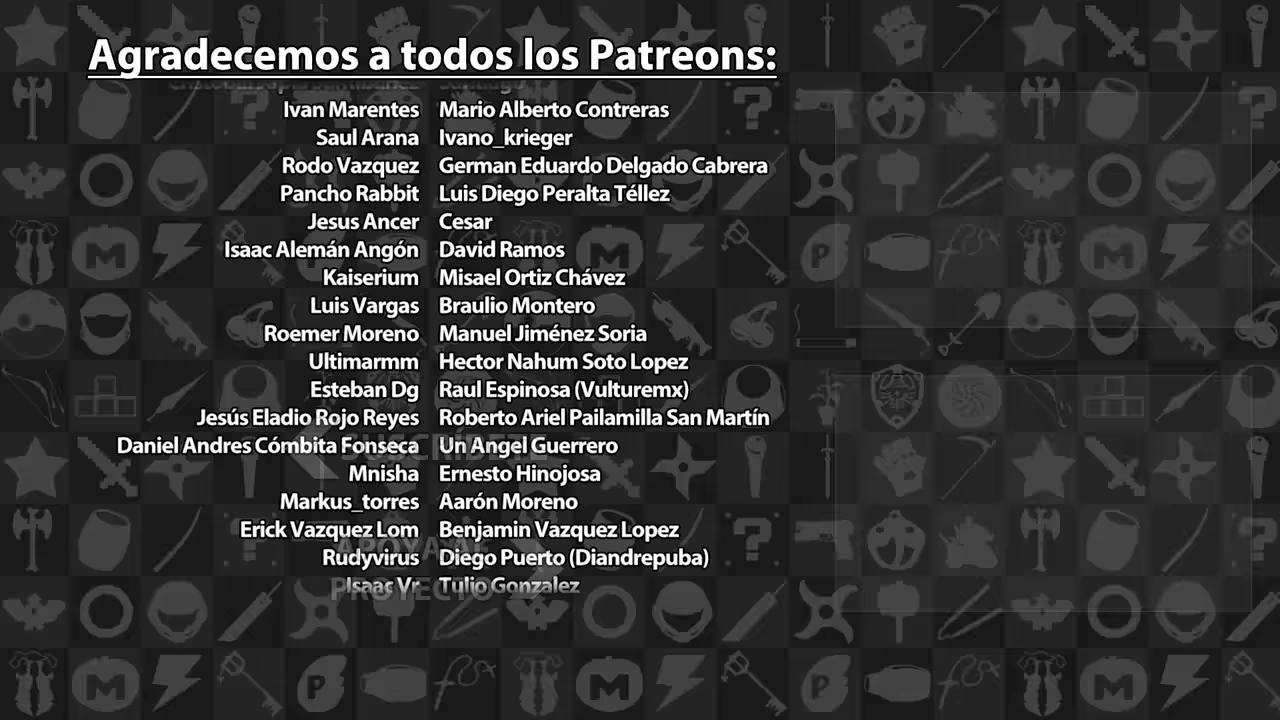 Agradecemos a todos los Patreons:
Ivan Marentes Mario Alberto Contreras
Saul Arana Ivano_krieger
Rodo Vazquez German Eduardo Delgado Cabrera
Pancho Rabbit Luis Diego Peralta Téllez
Jesus Ancer Cesar
Isaac Alemán Angón David Ramos
Kaiserium Misael Ortiz Chávez
Luis Vargas Braulio Montero
Roemer Moreno Manuel Jiménez Soria
Ultimarmm Hector Nahum Soto Lopez
Esteban Dg Raul Espinosa (Vulturemx)
Jesús Eladio Rojo Reyes Roberto Ariel Pailamilla San Martín
Daniel Andres Cómbita Fonseca Un Angel Guerrero
SUSCRÍBETE
Mnisha Ernesto Hinojosa
Markus_torres Aarón Moreno
Erick Vazquez Lom Benjamin Vazquez Lopez
Rudyvirus Diego Puerto (Diandrepuba)
Isaac Vr Tulio Gonzalez
PROYECTO